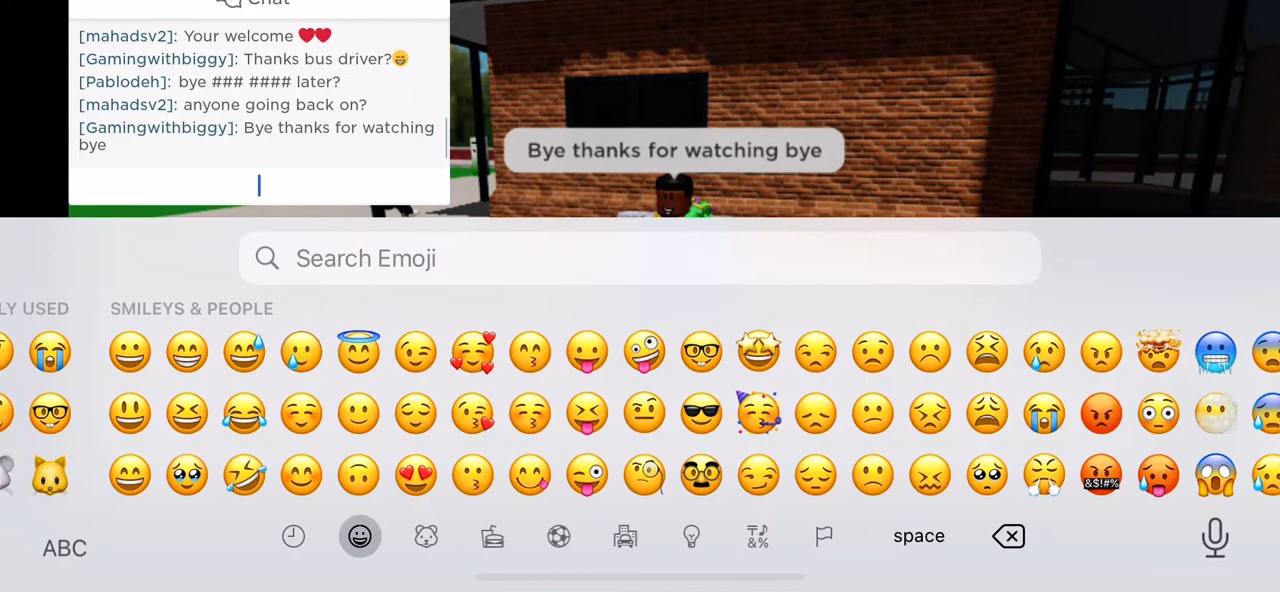 Chat
[mahadsv2]: Your welcome ❤️❤️
[Gamingwithbiggy]: Thanks bus driver?😁
[Pablodeh]: bye ### #### later?
[mahadsv2]: anyone going back on?
[Gamingwithbiggy]: Bye thanks for watching
bye
Bye thanks for watching bye
Search Emoji
LY USED
SMILEYS & PEOPLE
&$!#%
ABC
space